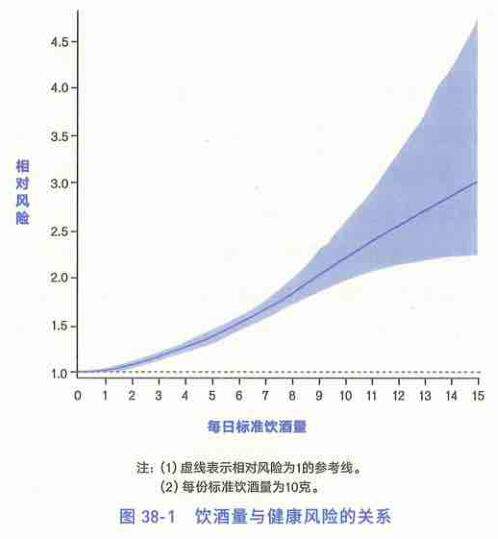 4.5
4.0
3.5
3.0
2.5
2.0
1.5
1.0
相对风险
0 1 2 3 4 5 6 7 8 9 10 11 12 13 14 15
每日标准饮酒量
注：（1）虚线表示相对风险为1的参考线。
（2）每份标准饮酒量为10克。
图 38-1 饮酒量与健康风险的关系